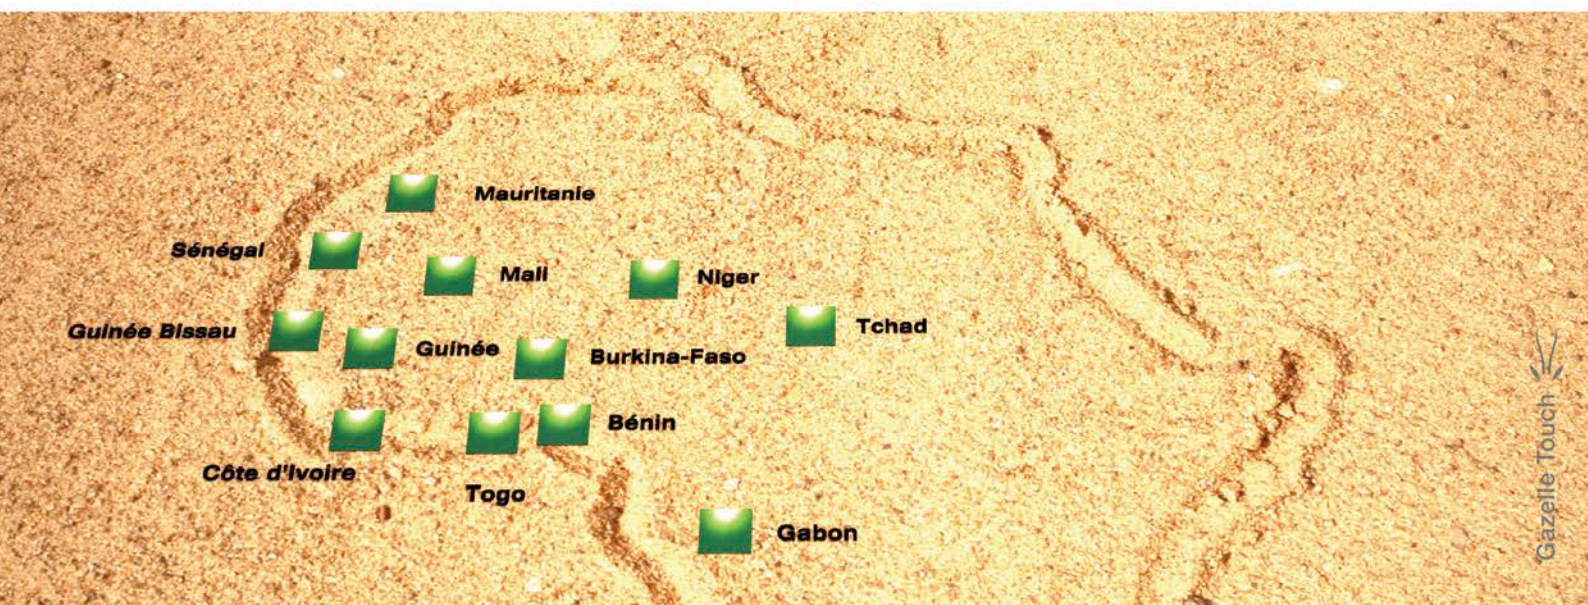 Mauritanie
Sénégal
Mali
Niger
Guinée Bissau
Guinée
Burkina-Faso
Tchad
Côte d'Ivoire
Togo
Bénin
Gabon
Gazelle Touch